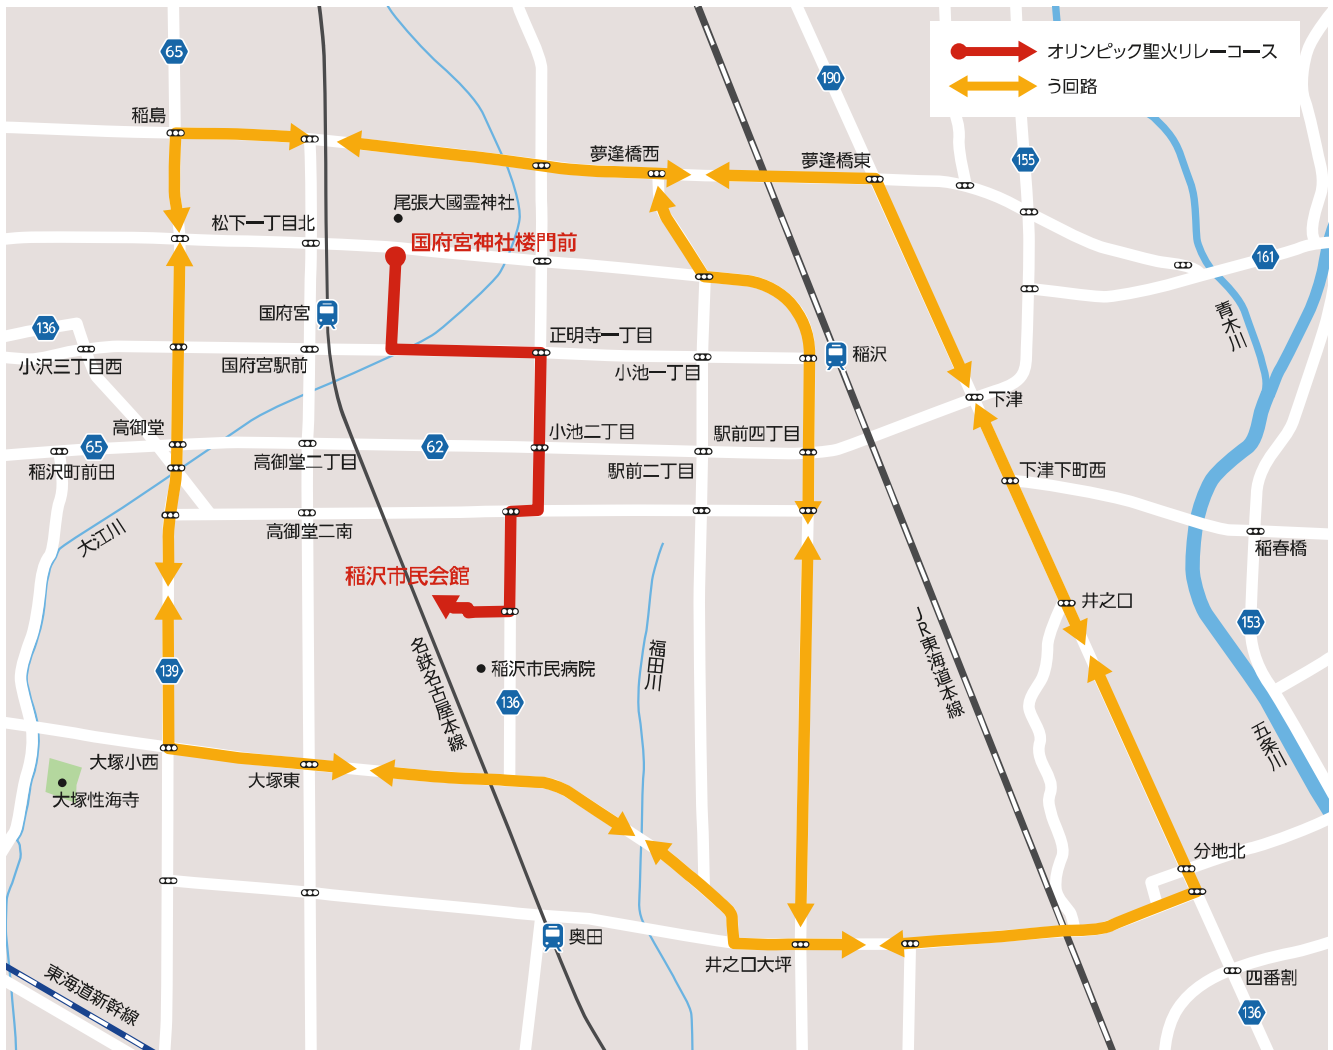 オリンピック聖火リレーコース
う回路
65
190
稲島
夢逢橋西
夢逢橋東
155
尾張大國霊神社
松下一丁目北
国府宮神社楼門前
161
国府宮
136
正明寺一丁目
青木川
小沢三丁目西
国府宮駅前
小池一丁目
稲沢
下津
高御堂
65
62
小池二丁目
駅前四丁目
稲沢町前田
高御堂二丁目
駅前二丁目
下津下町西
大江川
高御堂二南
稲春橋
稲沢市民会館
井之口
153
139
名鉄名古屋本線
稲沢市民病院
福田川
JR東海道本線
136
五条川
大塚小西
大塚東
大塚性海寺
分地北
奥田
井之口大坪
東海道新幹線
四番割
136